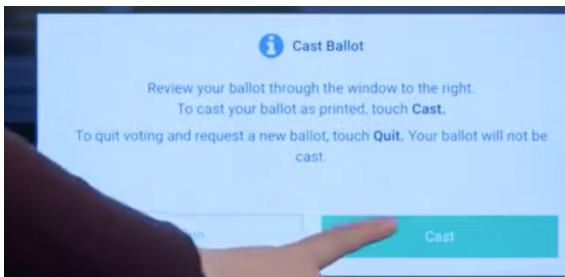 Cast Ballot
Review your ballot through the window to the right.
To cast your ballot as printed, touch Cast.
To quit voting and request a new ballot, touch Quit. Your ballot will not be
cast.
Cast